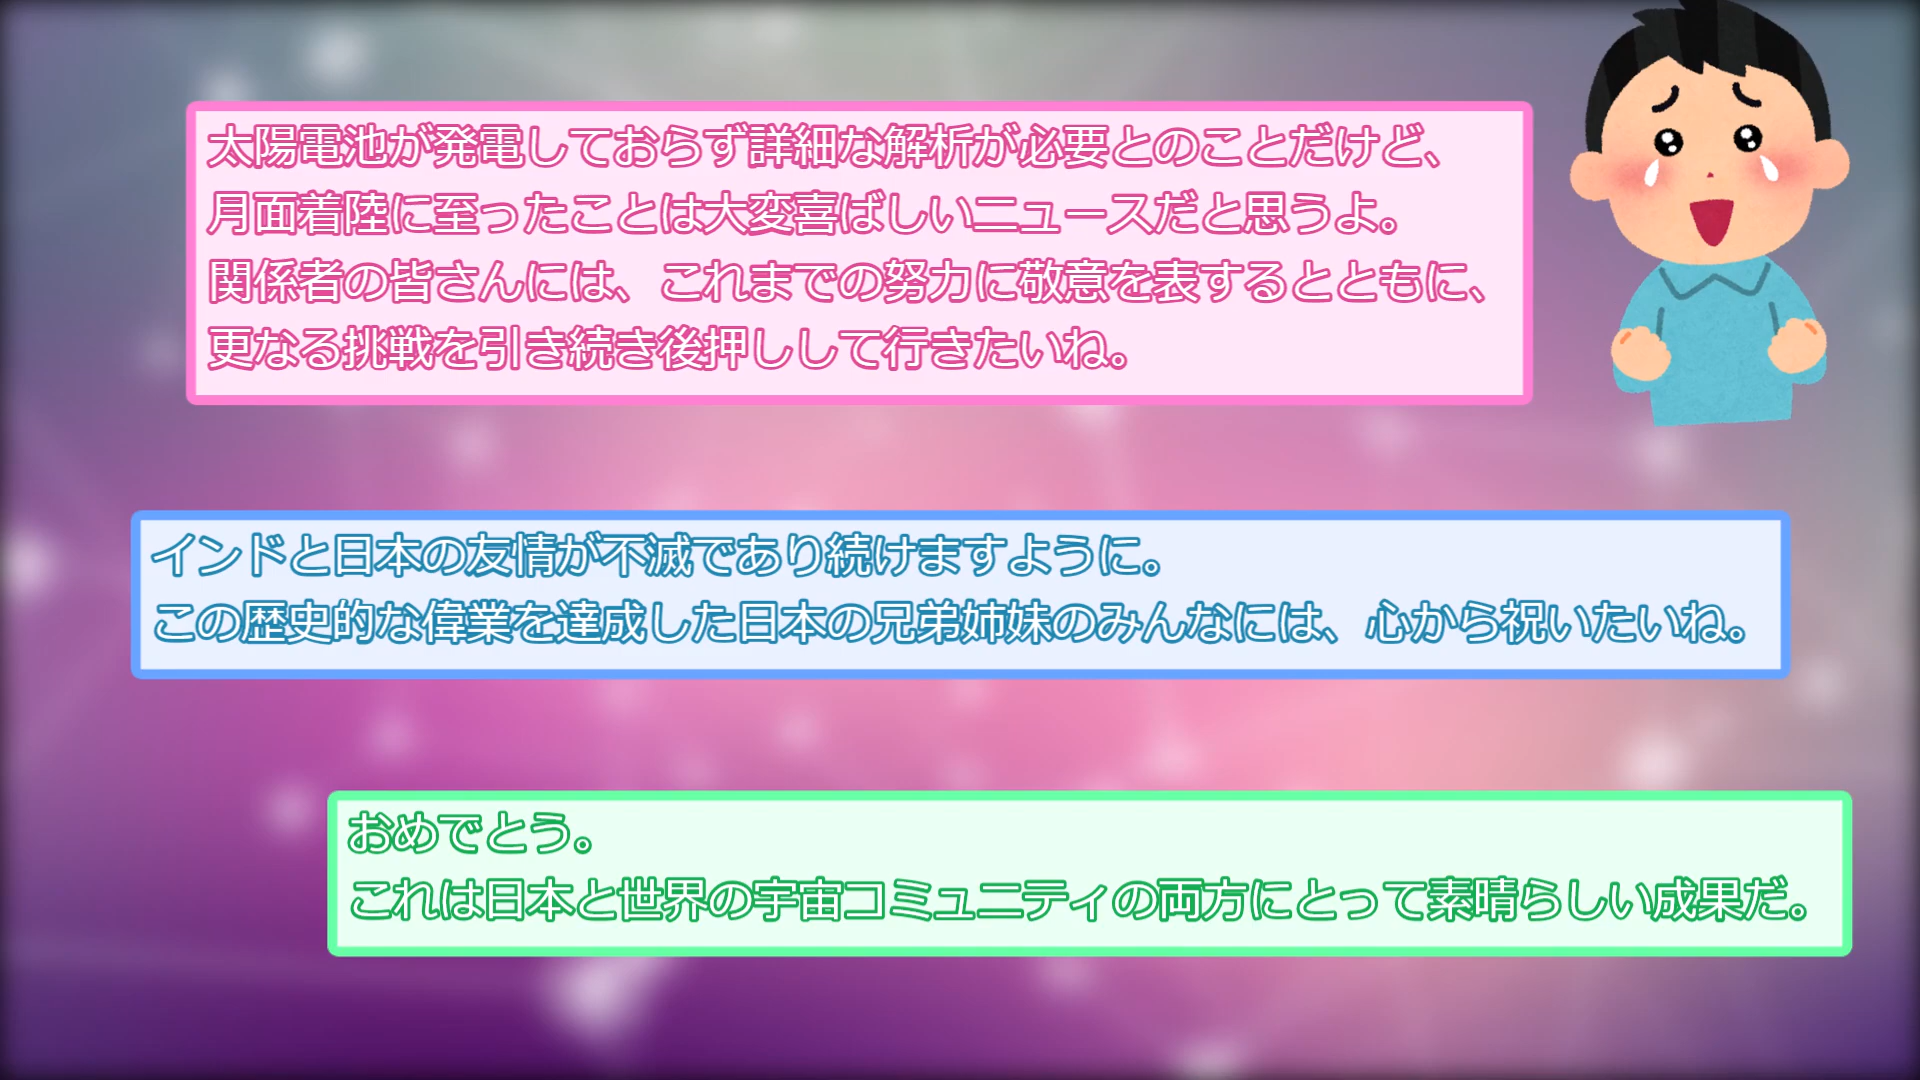 太陽電池が発電しておらず詳細な解析が必要とのことだけど、
月面着陸に至ったことは大変喜ばしいニュースだと思うよ。
関係者の皆さんには、これまでの努力に敬意を表するとともに、
更なる挑戦を引き続き後押しして行きたいね。
インドと日本の友情が不滅であり続けますように。
この歴史的な偉業を達成した日本の兄弟姉妹のみんなには、心から祝いたいね。
おめでとう。
これは日本と世界の宇宙コミュニティの両方にとって素晴らしい成果だ。